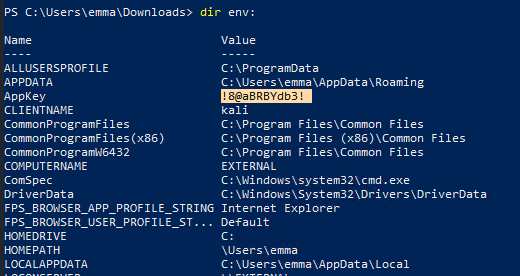 PS C:\Users\emma\Downloads> dir env:
Name Value
---- -----
ALLUSERSPROFILE C:\ProgramData
APPDATA C:\Users\emma\AppData\Roaming
AppKey !8@aBRBYdb3!
CLIENTNAME kali
CommonProgramFiles C:\Program Files\Common Files
CommonProgramFiles(x86) C:\Program Files (x86)\Common Files
CommonProgramW6432 C:\Program Files\Common Files
COMPUTERNAME EXTERNAL
ComSpec C:\Windows\system32\cmd.exe
DriverData C:\Windows\System32\Drivers\DriverData
FPS_BROWSER_APP_PROFILE_STRING Internet Explorer
FPS_BROWSER_USER_PROFILE_ST... Default
HOMEDRIVE C:
HOMEPATH \Users\emma
LOCALAPPDATA C:\Users\emma\AppData\Local